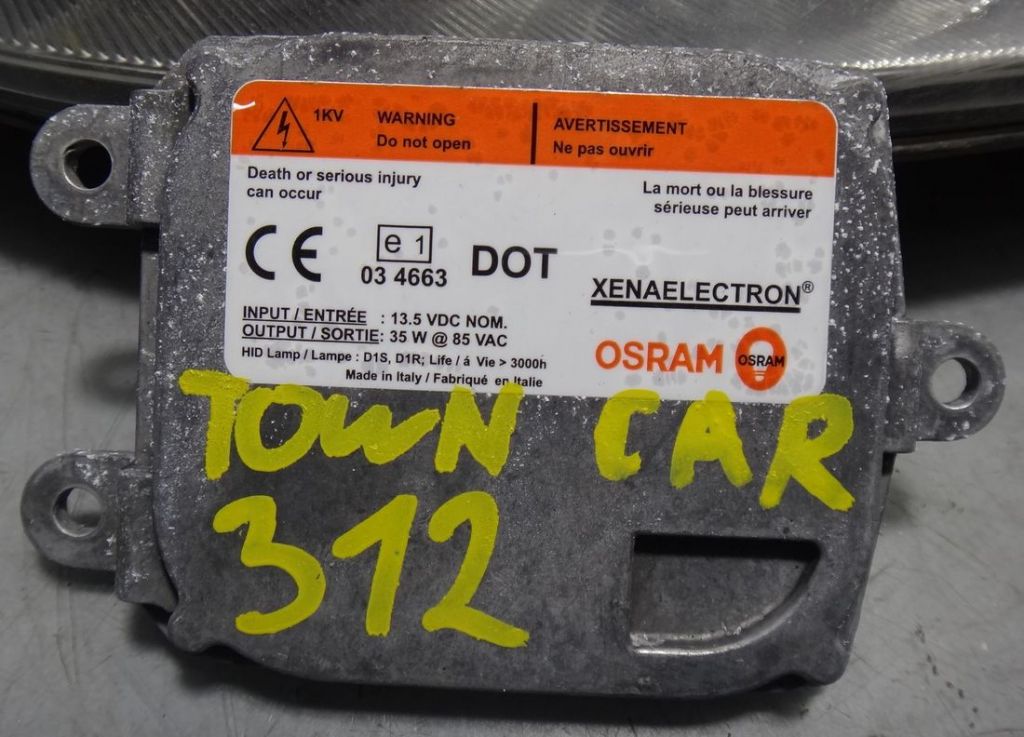 1KV
WARNING
Do not open
AVERTISSEMENT
Ne pas ouvrir
Death or serious injury
can occur
La mort ou la blessure
sérieuse peut arriver
CE
e 1
03 4663
DOT
XENAELECTRON®
INPUT / ENTRÉE : 13.5 VDC NOM.
OUTPUT / SORTIE: 35 W @ 85 VAC
HID Lamp / Lampe : D1S, D1R; Life / á Vie > 3000h
Made in Italy / Fabriqué en Italie
OSRAM
OSRAM
TOWN CAR
312